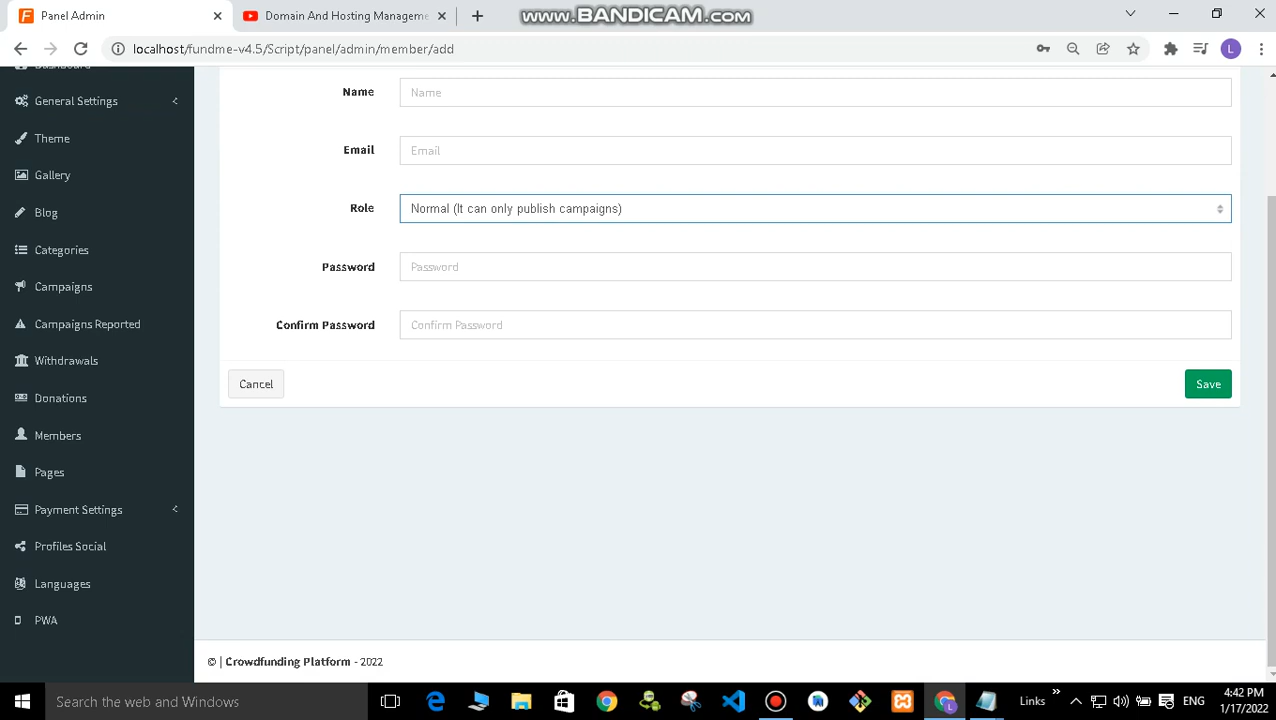 Panel Admin
Domain And Hosting Manageme
www.BANDICAM.com
localhost/fundme-v4.5/Script/panel/admin/member/add
L
Dashboard
General Settings
Theme
Gallery
Blog
Categories
Campaigns
Campaigns Reported
Withdrawals
Donations
Members
Pages
Payment Settings
Profiles Social
Languages
PWA
Name
Name
Email
Email
Role
Normal (It can only publish campaigns)
Password
Password
Confirm Password
Confirm Password
Cancel
Save
© | Crowdfunding Platform - 2022
Search the web and Windows
Links
ENG
4:42 PM
1/17/2022